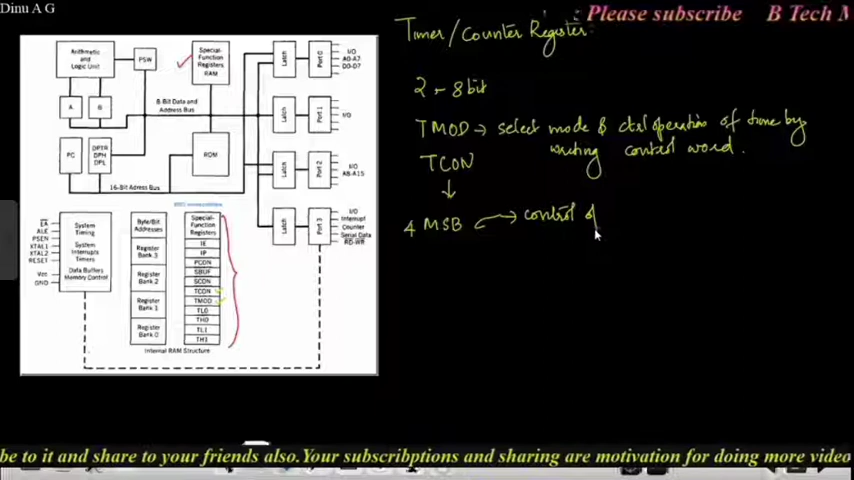 Dinu A G
Please subscribe B Tech M
Timer/Counter Register
2 - 8bit
TMOD → select mode & ctrl operation of time by
writing control word.
TCON
↓
4 MSB → control of
Arithmetic
and
Logic Unit
PSW
Special-
Function
Registers
RAM
Latch
Port 0
I/O
A0-A7
D0-D7
A
B
8-Bit Data and
Address Bus
Latch
Port 1
I/O
PC
DPTR
DPH
DPL
ROM
Latch
Port 2
I/O
A8-A15
16-Bit Adress Bus
Latch
Port 3
I/O
Interrupt
Counter
Serial Data
RD-WR
EA
ALE
PSEN
XTAL1
XTAL2
RESET
Vcc
GND
System
Timing
System
Interrupts
Timers
Data Buffers
Memory Control
Byte/Bit
Addresses
Register
Bank 3
Register
Bank 2
Register
Bank 1
Register
Bank 0
Special-
Function
Registers
IE
IP
PCON
SBUF
SCON
TCON
TMOD
TL0
TH0
TL1
TH1
Internal RAM Structure
be to it and share to your friends also.Your subscribptions and sharing are motivation for doing more video